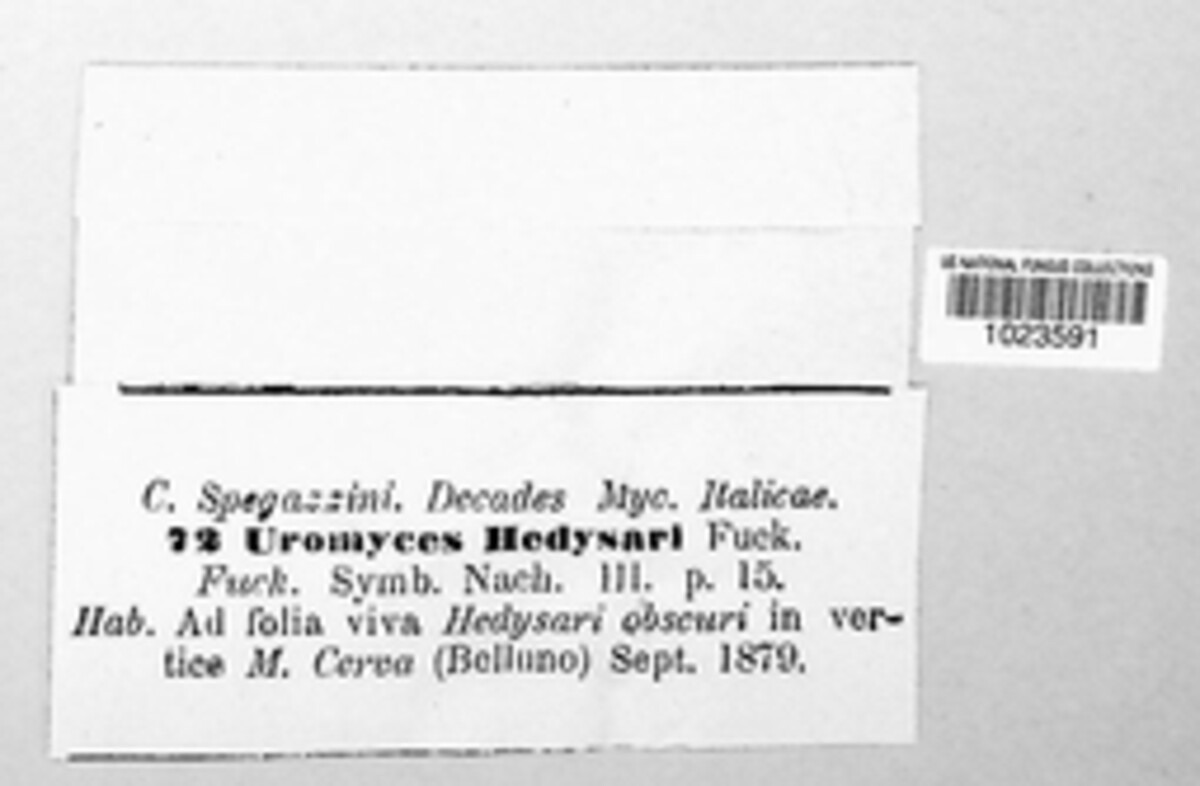 US NATIONAL FUNGUS COLLECTIONS
1023591
C. Spegazzini. Decades Myc. Italicae.
72 Uromyces Hedysari Fuck.
Fuck. Symb. Nach. III. p. 15.
Hab. Ad folia viva Hedysari obscuri in ver-
tice M. Cerva (Belluno) Sept. 1879.